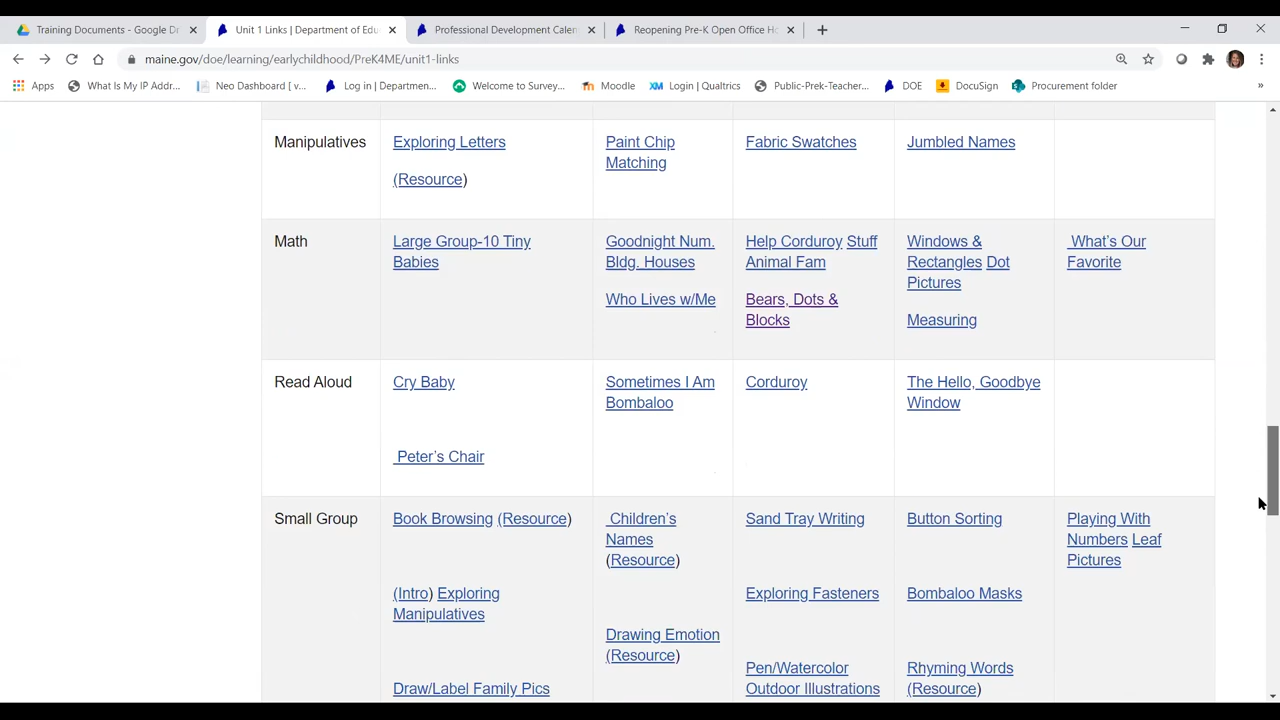 Training Documents - Google Do
Unit 1 Links | Department of Edu
Professional Development Calen
Reopening Pre-K Open Office Ho
maine.gov/doe/learning/earlychildhood/PreK4ME/unit1-links
Apps What Is My IP Addr... Neo Dashboard [ v... Log in | Departmen... Welcome to Survey... Moodle Login | Qualtrics Public-Prek-Teacher... DOE DocuSign Procurement folder »
Manipulatives
Exploring Letters
(Resource)
Paint Chip
Matching
Fabric Swatches
Jumbled Names
Math
Large Group-10 Tiny
Babies
Goodnight Num.
Bldg. Houses
Who Lives w/Me
Help Corduroy Stuff
Animal Fam
Bears, Dots &
Blocks
Windows &
Rectangles Dot
Pictures
Measuring
What's Our
Favorite
Read Aloud
Cry Baby
Peter's Chair
Sometimes I Am
Bombaloo
Corduroy
The Hello, Goodbye
Window
Small Group
Book Browsing (Resource)
(Intro) Exploring
Manipulatives
Draw/Label Family Pics
Children's
Names
(Resource)
Drawing Emotion
(Resource)
Sand Tray Writing
Exploring Fasteners
Pen/Watercolor
Outdoor Illustrations
Button Sorting
Bombaloo Masks
Rhyming Words
(Resource)
Playing With
Numbers Leaf
Pictures